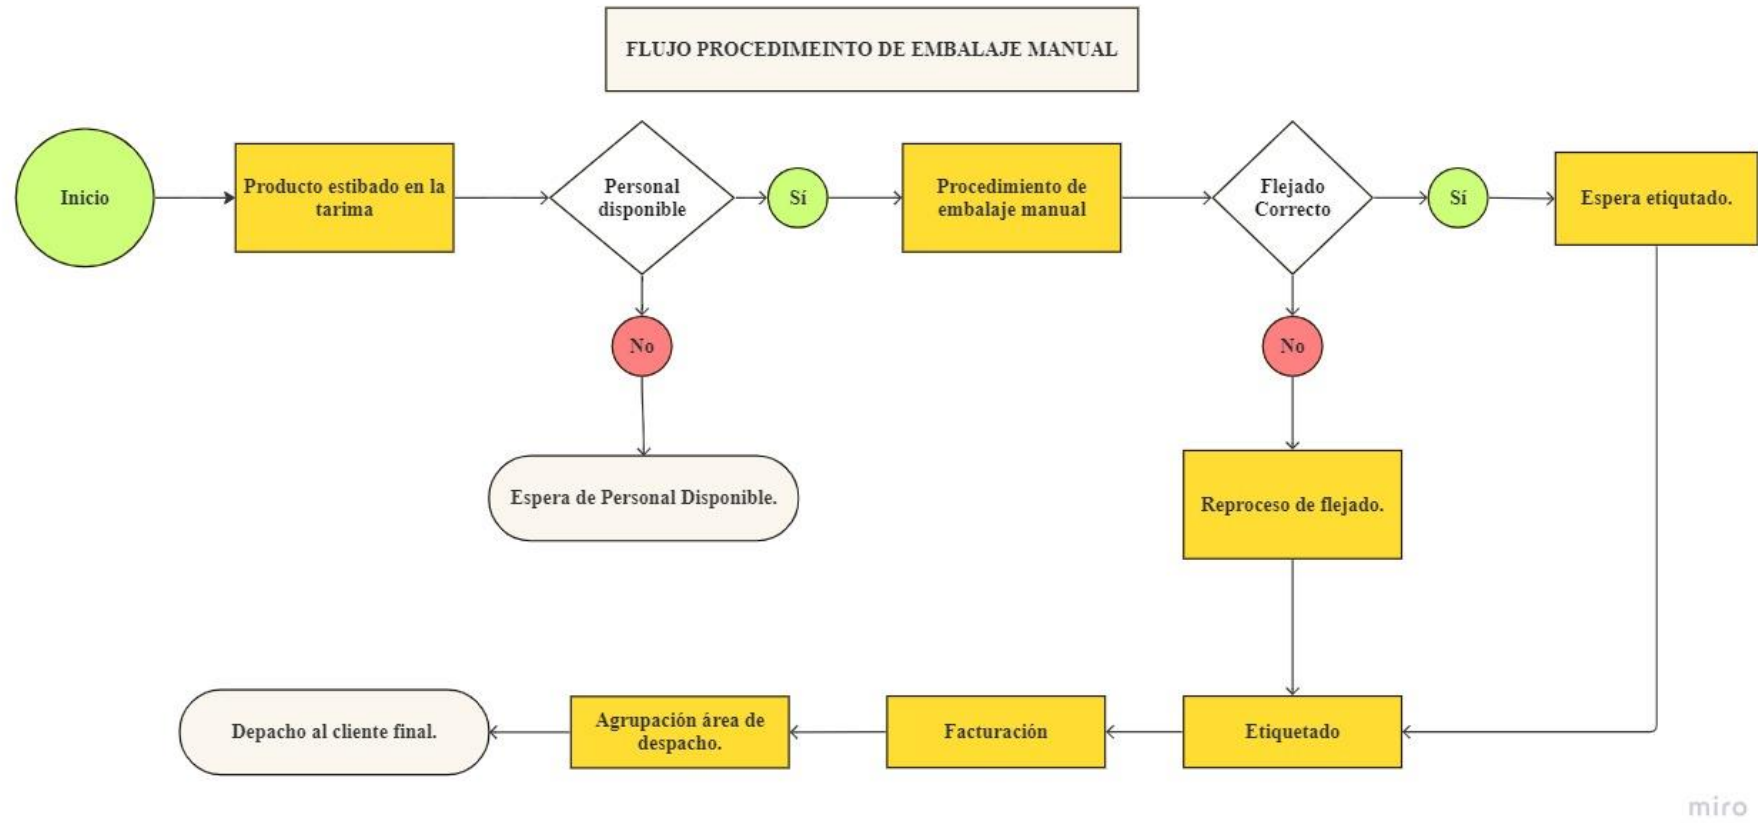 FLUJO PROCEDIMEINTO DE EMBALAJE MANUAL
Inicio
Producto estibado en la
tarima
Personal
disponible
Sí
Procedimiento de
embalaje manual
Flejado
Correcto
Sí
Espera etiqutado.
No
No
Espera de Personal Disponible.
Reproceso de flejado.
Depacho al cliente final.
Agrupación área de
despacho.
Facturación
Etiquetado
miro